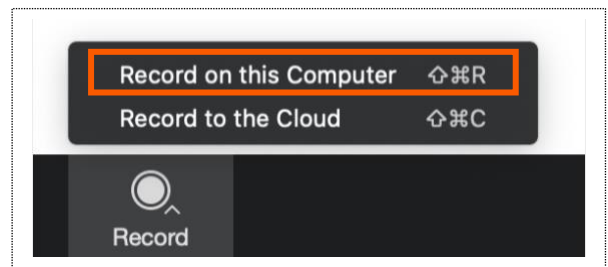 Record on this Computer ⇧⌘R
Record to the Cloud ⇧⌘C
Record